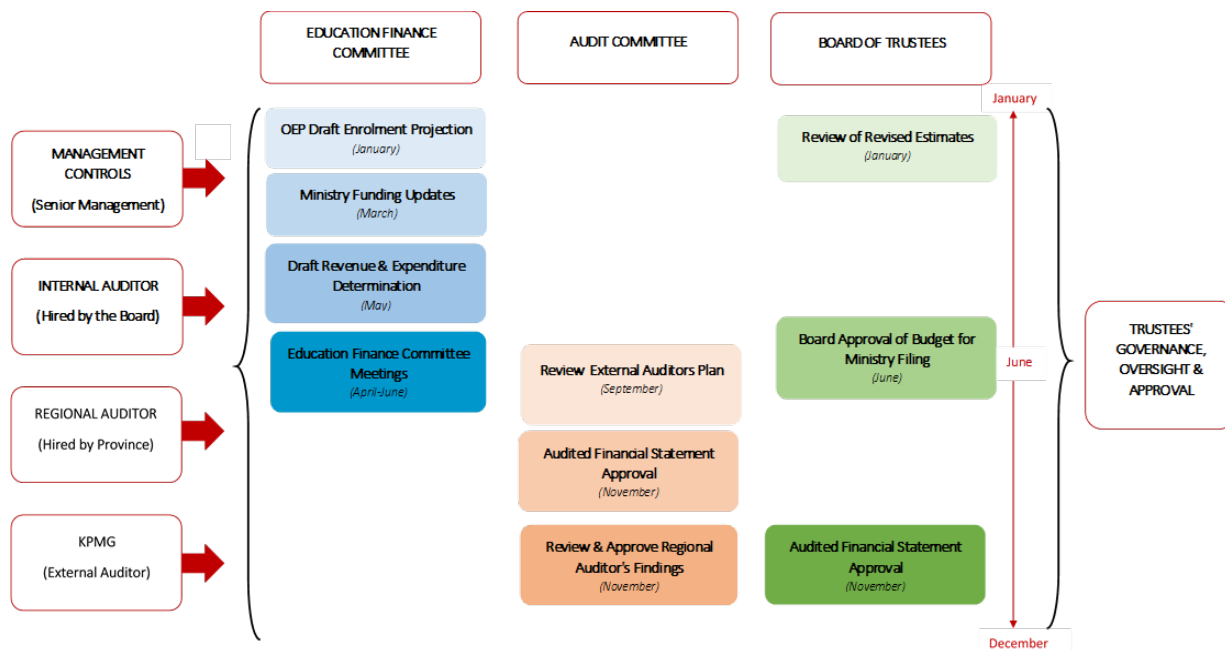 EDUCATION FINANCE
COMMITTEE
AUDIT COMMITTEE
BOARD OF TRUSTEES
MANAGEMENT
CONTROLS
(Senior Management)
INTERNAL AUDITOR
(Hired by the Board)
REGIONAL AUDITOR
(Hired by Province)
KPMG
(External Auditor)
OEP Draft Enrolment Projection
(January)
Ministry Funding Updates
(March)
Draft Revenue & Expenditure
Determination
(May)
Education Finance Committee
Meetings
(April-June)
Review External Auditors Plan
(September)
Audited Financial Statement
Approval
(November)
Review & Approve Regional
Auditor's Findings
(November)
Review of Revised Estimates
(January)
Board Approval of Budget for
Ministry Filing
(June)
Audited Financial Statement
Approval
(November)
January
June
December
TRUSTEES'
GOVERNANCE,
OVERSIGHT &
APPROVAL